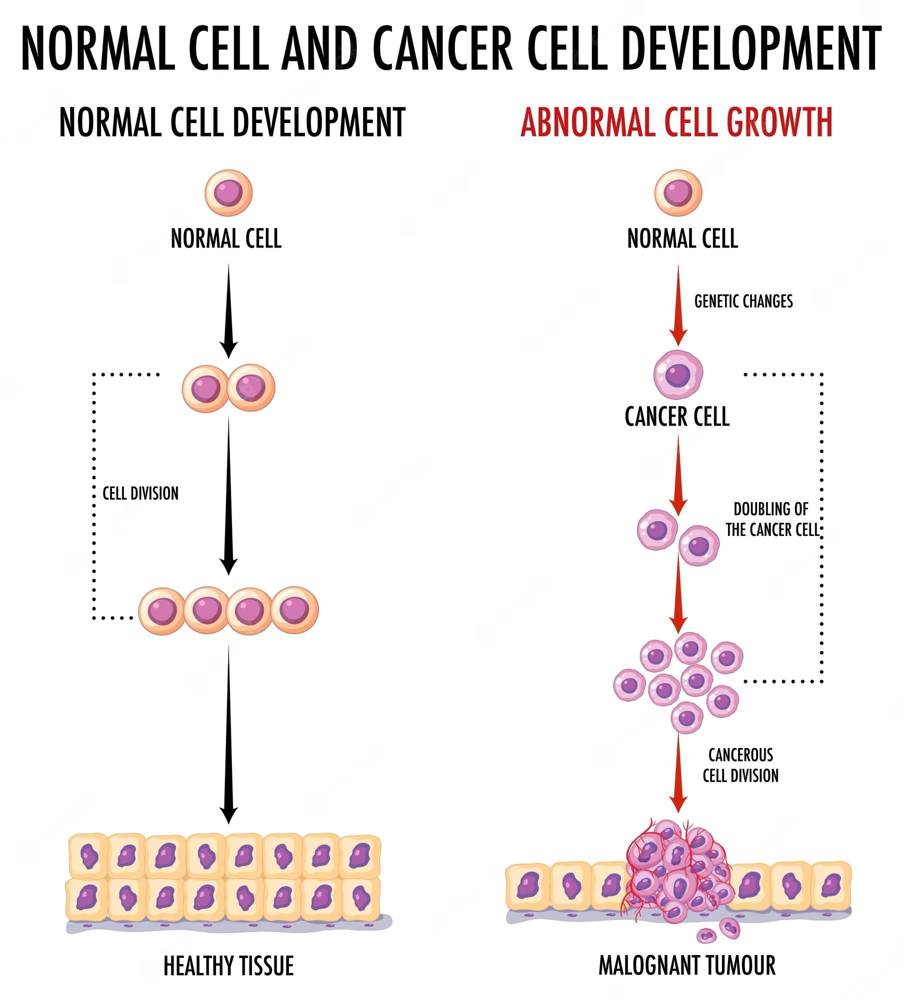 NORMAL CELL AND CANCER CELL DEVELOPMENT
NORMAL CELL DEVELOPMENT
NORMAL CELL
CELL DIVISION
HEALTHY TISSUE
ABNORMAL CELL GROWTH
NORMAL CELL
GENETIC CHANGES
CANCER CELL
DOUBLING OF
THE CANCER CELL
CANCEROUS
CELL DIVISION
MALOGNANT TUMOUR